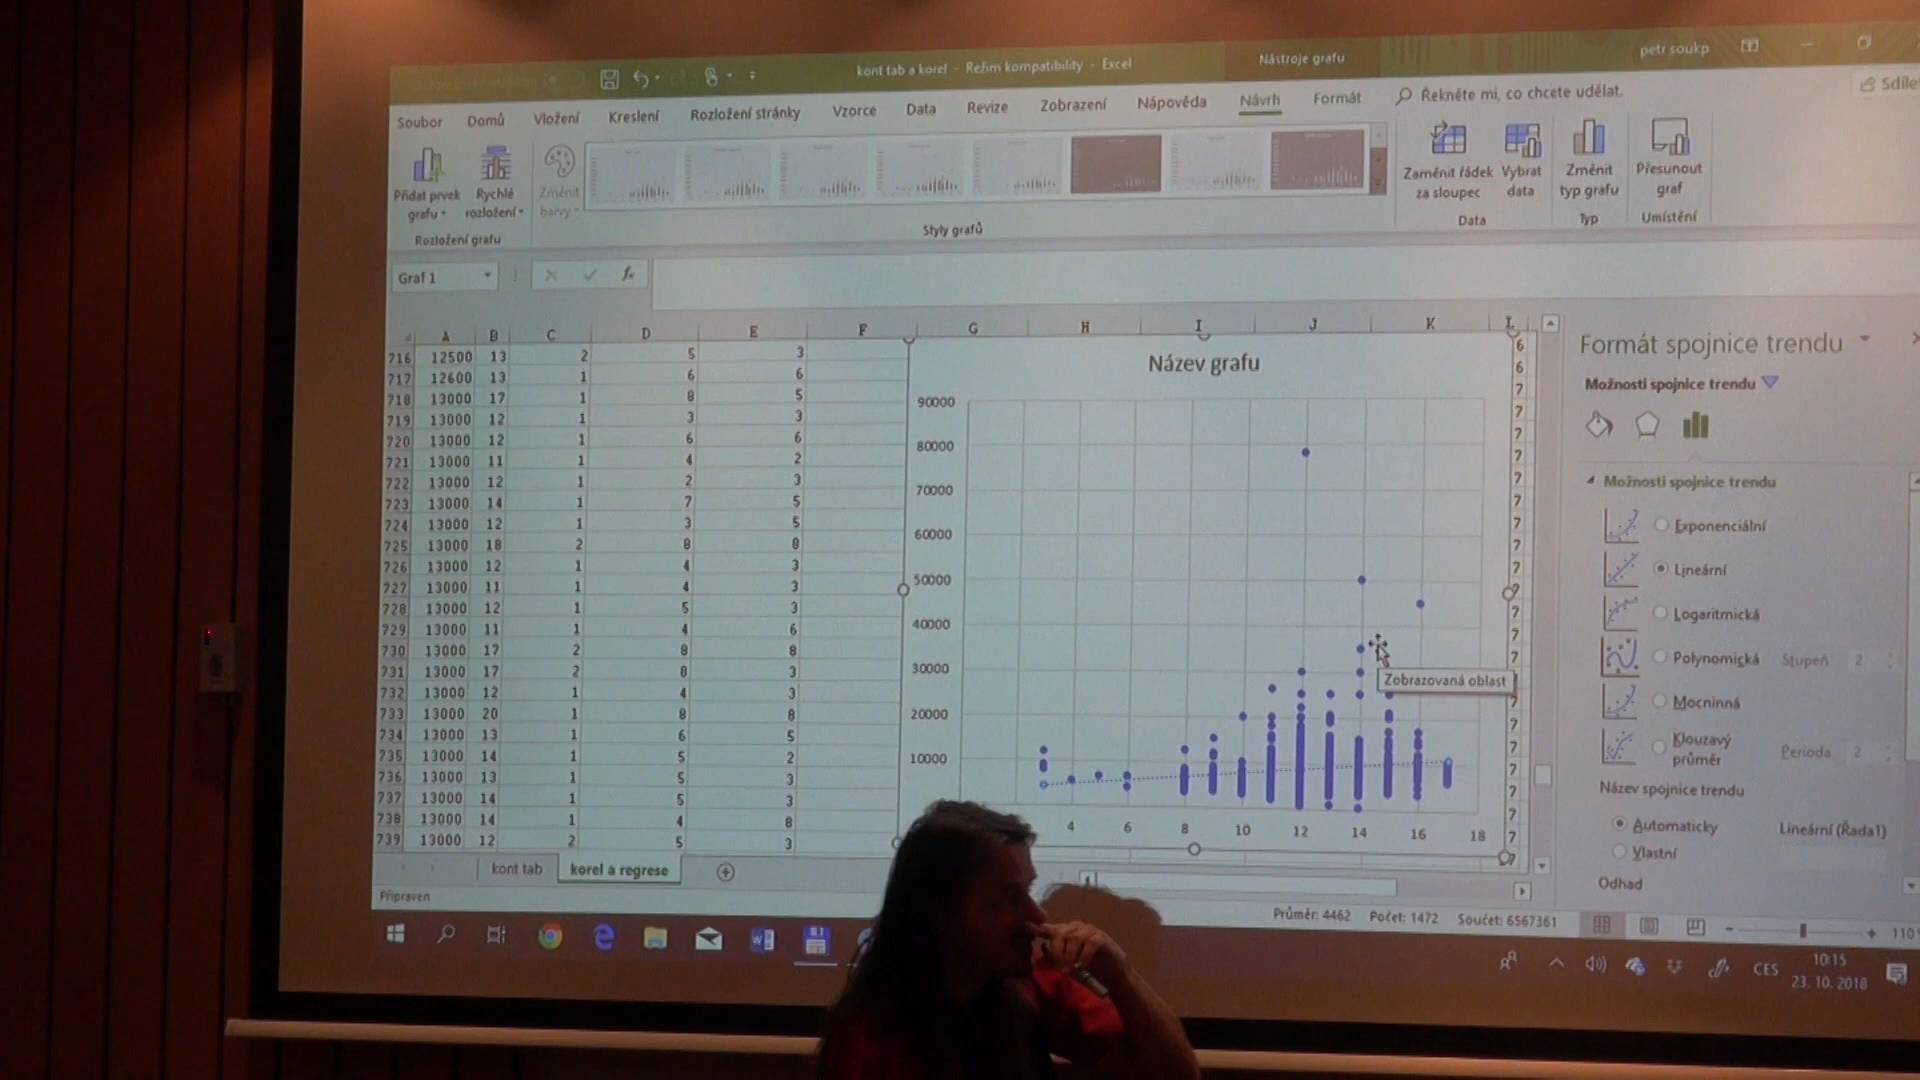 kont tab a korel - Režim kompatibility - Excel
Nástroje grafu
petr soukp
Soubor Domů Vložení Kreslení Rozložení stránky Vzorce Data Revize Zobrazení Nápověda Návrh Formát Řekněte mi, co chcete udělat.
Přidat prvek grafu
Rychlé rozložení
Změnit barvy
Zaměnit řádek za sloupec
Vybrat data
Změnit typ grafu
Přesunout graf
Rozložení grafu
Styly grafů
Data
Typ
Umístění
Graf 1
fx
A B C D E F G H I J K L
716 12500 13 2 5 3
717 12600 13 1 6 6
718 13000 17 1 8 5
719 13000 12 1 3 3
720 13000 12 1 6 6
721 13000 11 1 4 2
722 13000 12 1 2 3
723 13000 14 1 7 5
724 13000 12 1 3 5
725 13000 18 2 8 8
726 13000 12 1 4 3
727 13000 11 1 4 3
728 13000 12 1 5 3
729 13000 11 1 4 6
730 13000 17 2 8 8
731 13000 17 2 8 3
732 13000 12 1 4 3
733 13000 20 1 8 8
734 13000 13 1 6 5
735 13000 14 1 5 2
736 13000 13 1 5 3
737 13000 14 1 5 3
738 13000 14 1 4 8
739 13000 12 2 5 3
Název grafu
90000
80000
70000
60000
50000
40000
30000
20000
10000
4 6 8 10 12 14 16 18
Zobrazovaná oblast
Formát spojnice trendu
Možnosti spojnice trendu
Možnosti spojnice trendu
Exponenciální
Lineární
Logaritmická
Polynomická Stupeň 2
Mocninná
Klouzavý průměr Perioda 2
Název spojnice trendu
Automaticky Lineární (Řada1)
Vlastní
Odhad
kont tab korel a regrese
Připraven
Průměr: 4462 Počet: 1472 Součet: 6567361
CES
10:15
23. 10. 2018